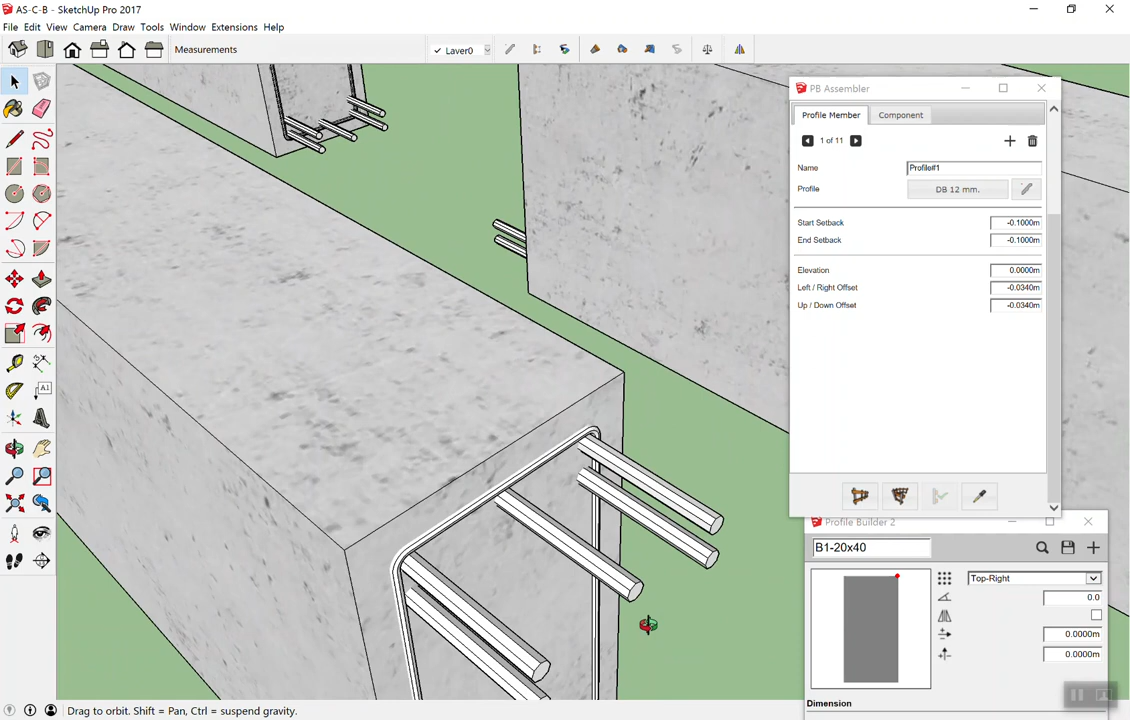 AS-C-B - SketchUp Pro 2017
File Edit View Camera Draw Tools Window Extensions Help
Measurements
✓ Layer0
A1
PB Assembler
Profile Member Component
1 of 11
Name Profile#1
Profile DB 12 mm.
Start Setback -0.1000m
End Setback -0.1000m
Elevation 0.0000m
Left / Right Offset -0.0340m
Up / Down Offset -0.0340m
Profile Builder 2
B1-20x40
Top-Right
0.0
0.0000m
0.0000m
Dimension
Drag to orbit. Shift = Pan, Ctrl = suspend gravity.